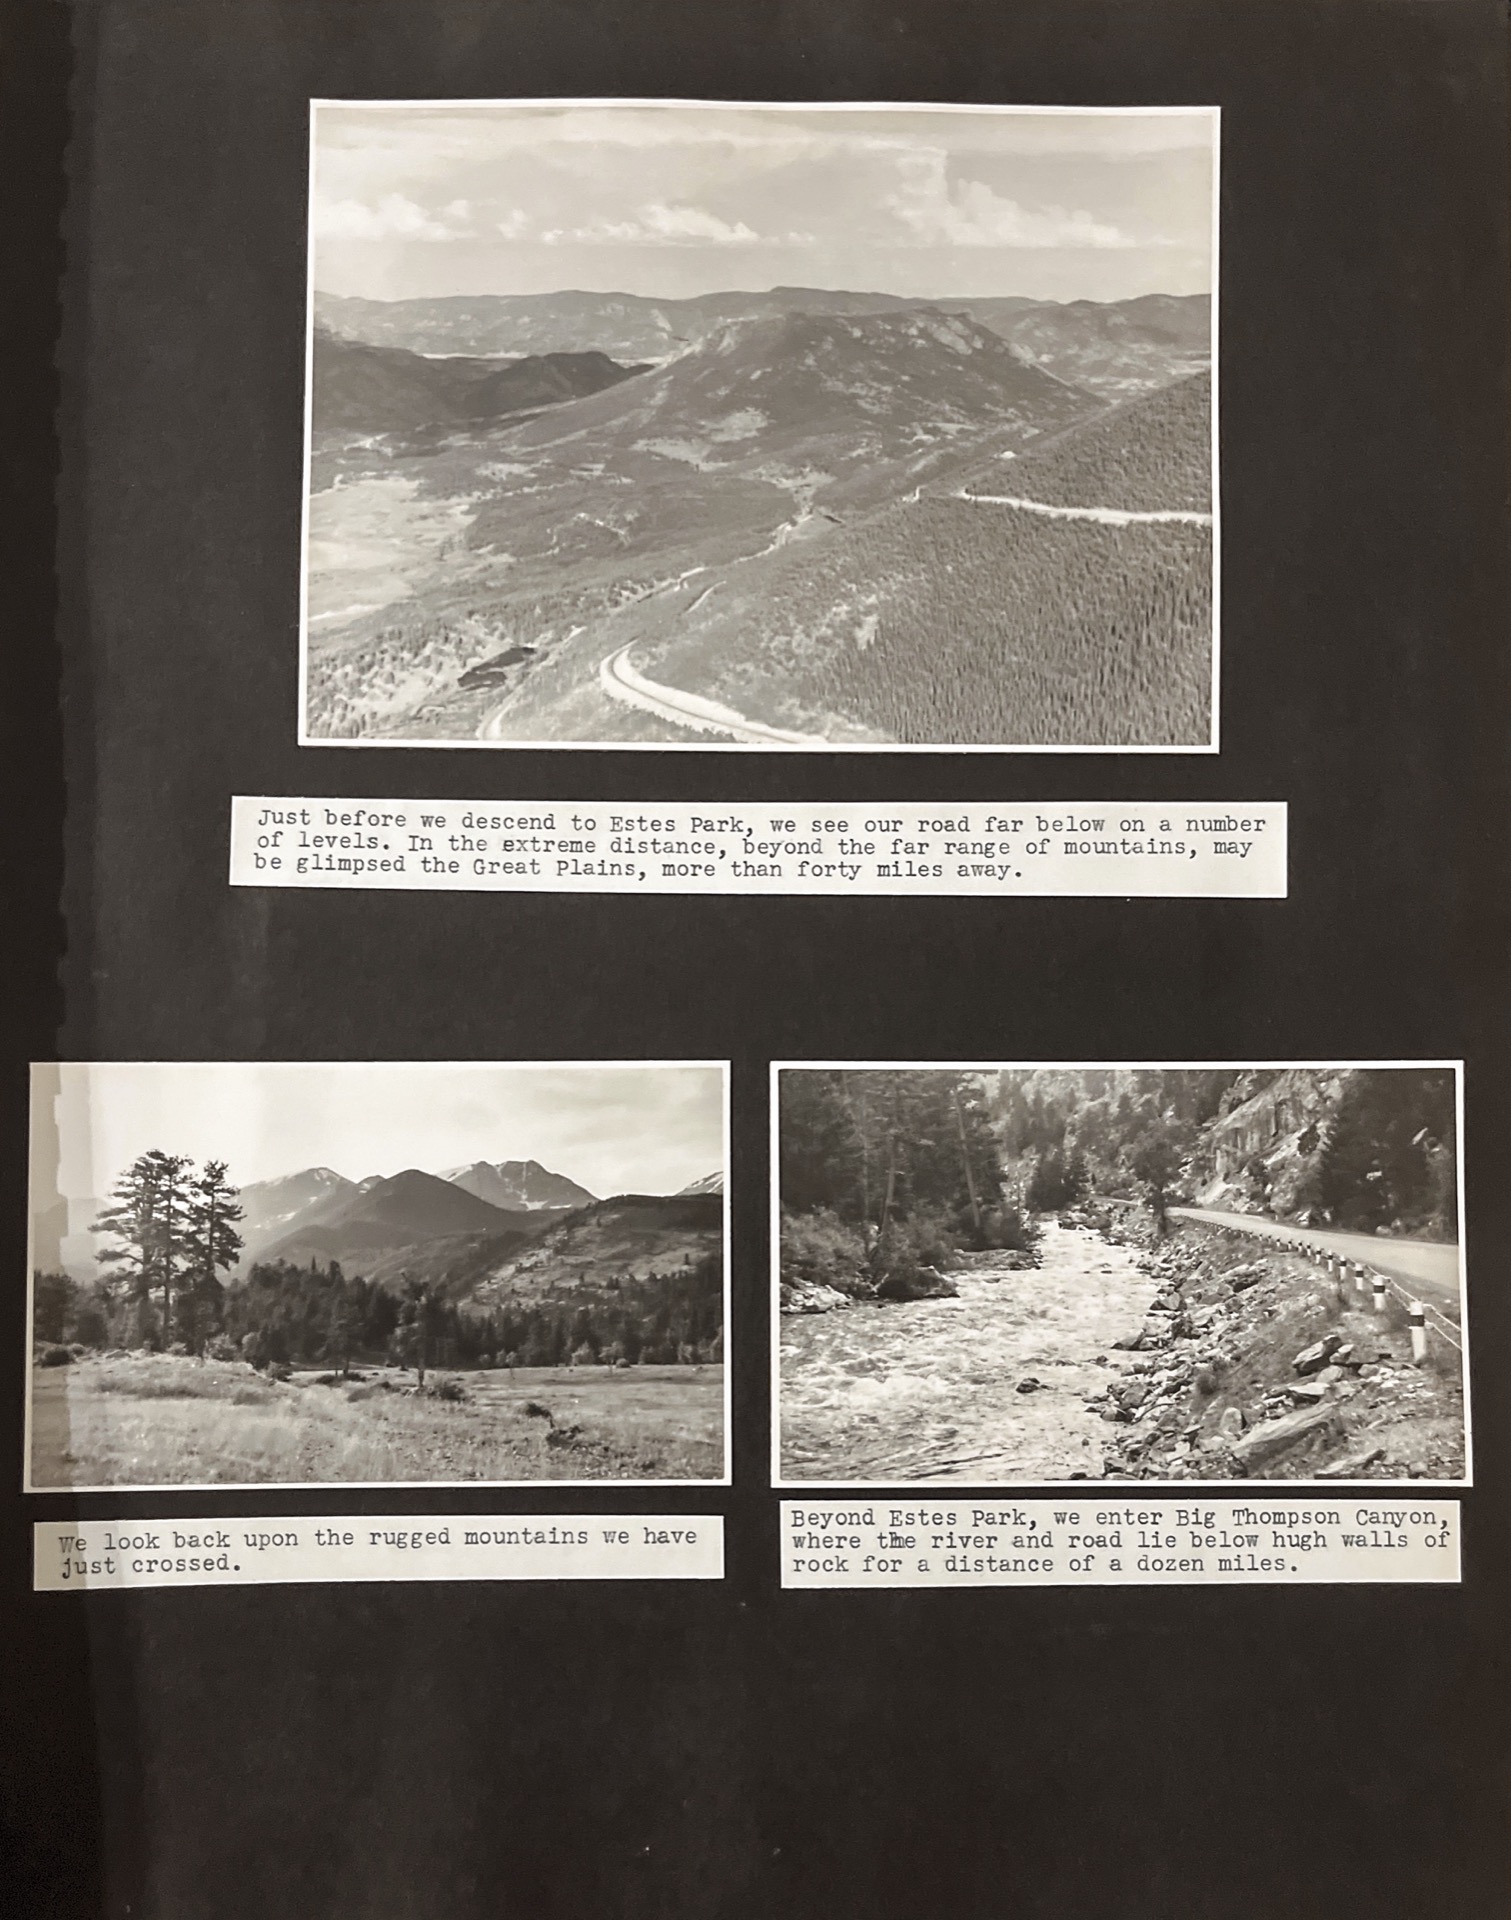 Just before we descend to Estes Park, we see our road far below on a number
of levels. In the extreme distance, beyond the far range of mountains, may
be glimpsed the Great Plains, more than forty miles away.
We look back upon the rugged mountains we have
just crossed.
Beyond Estes Park, we enter Big Thompson Canyon,
where the river and road lie below hugh walls of
rock for a distance of a dozen miles.